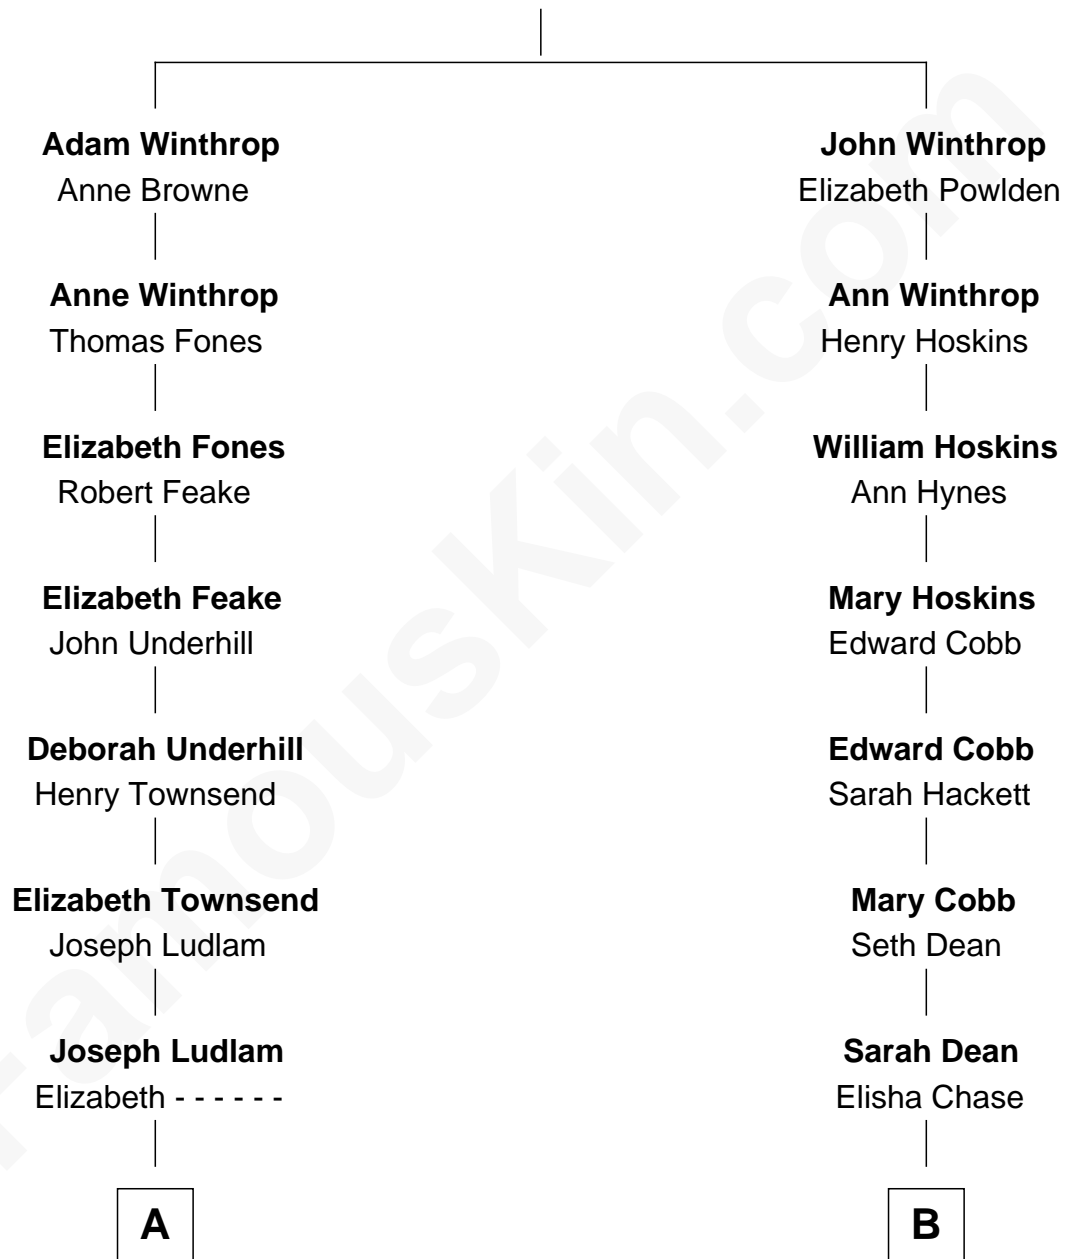 Adam Winthrop
Anne Browne
Anne Winthrop
Thomas Fones
Elizabeth Fones
Robert Feake
Elizabeth Feake
John Underhill
Deborah Underhill
Henry Townsend
Elizabeth Townsend
Joseph Ludlam
Joseph Ludlam
Elizabeth - - - - - -
A
John Winthrop
Elizabeth Powlden
Ann Winthrop
Henry Hoskins
William Hoskins
Ann Hynes
Mary Hoskins
Edward Cobb
Edward Cobb
Sarah Hackett
Mary Cobb
Seth Dean
Sarah Dean
Elisha Chase
B
FamousKin.com